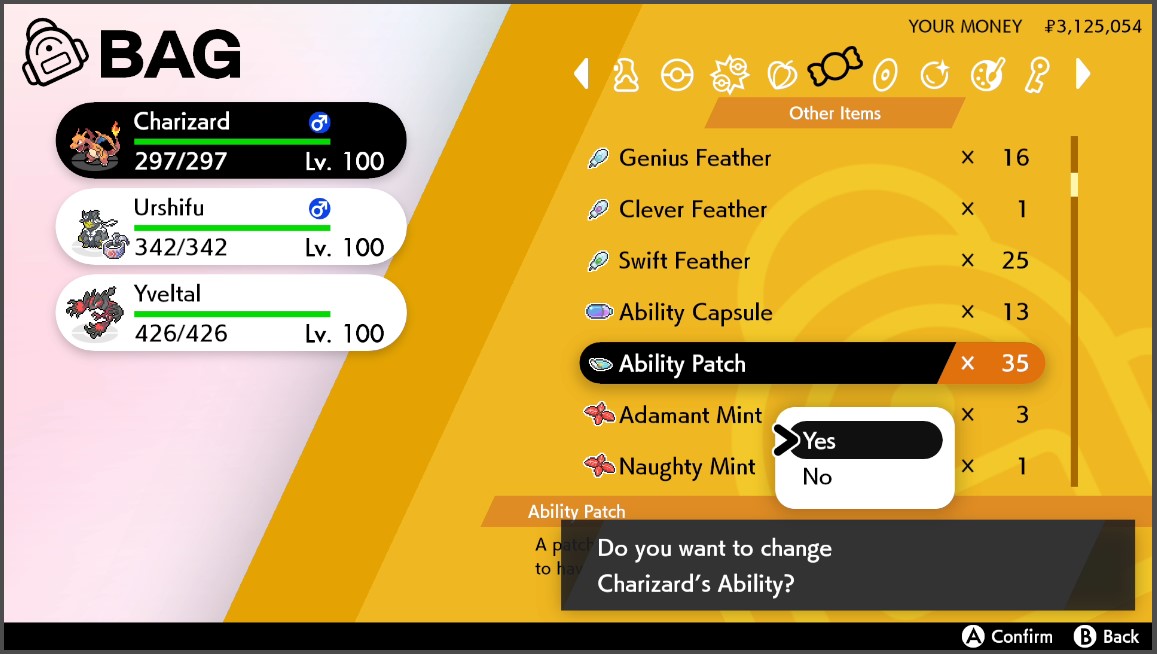 BAG
YOUR MONEY ₽3,125,054
Other Items
Charizard ♂
297/297 Lv. 100
Urshifu ♂
342/342 Lv. 100
Yveltal
426/426 Lv. 100
Genius Feather × 16
Clever Feather × 1
Swift Feather × 25
Ability Capsule × 13
Ability Patch × 35
Adamant Mint × 3
Naughty Mint × 1
Yes
No
Ability Patch
A
to
Do you want to change
Charizard's Ability?
A Confirm B Back